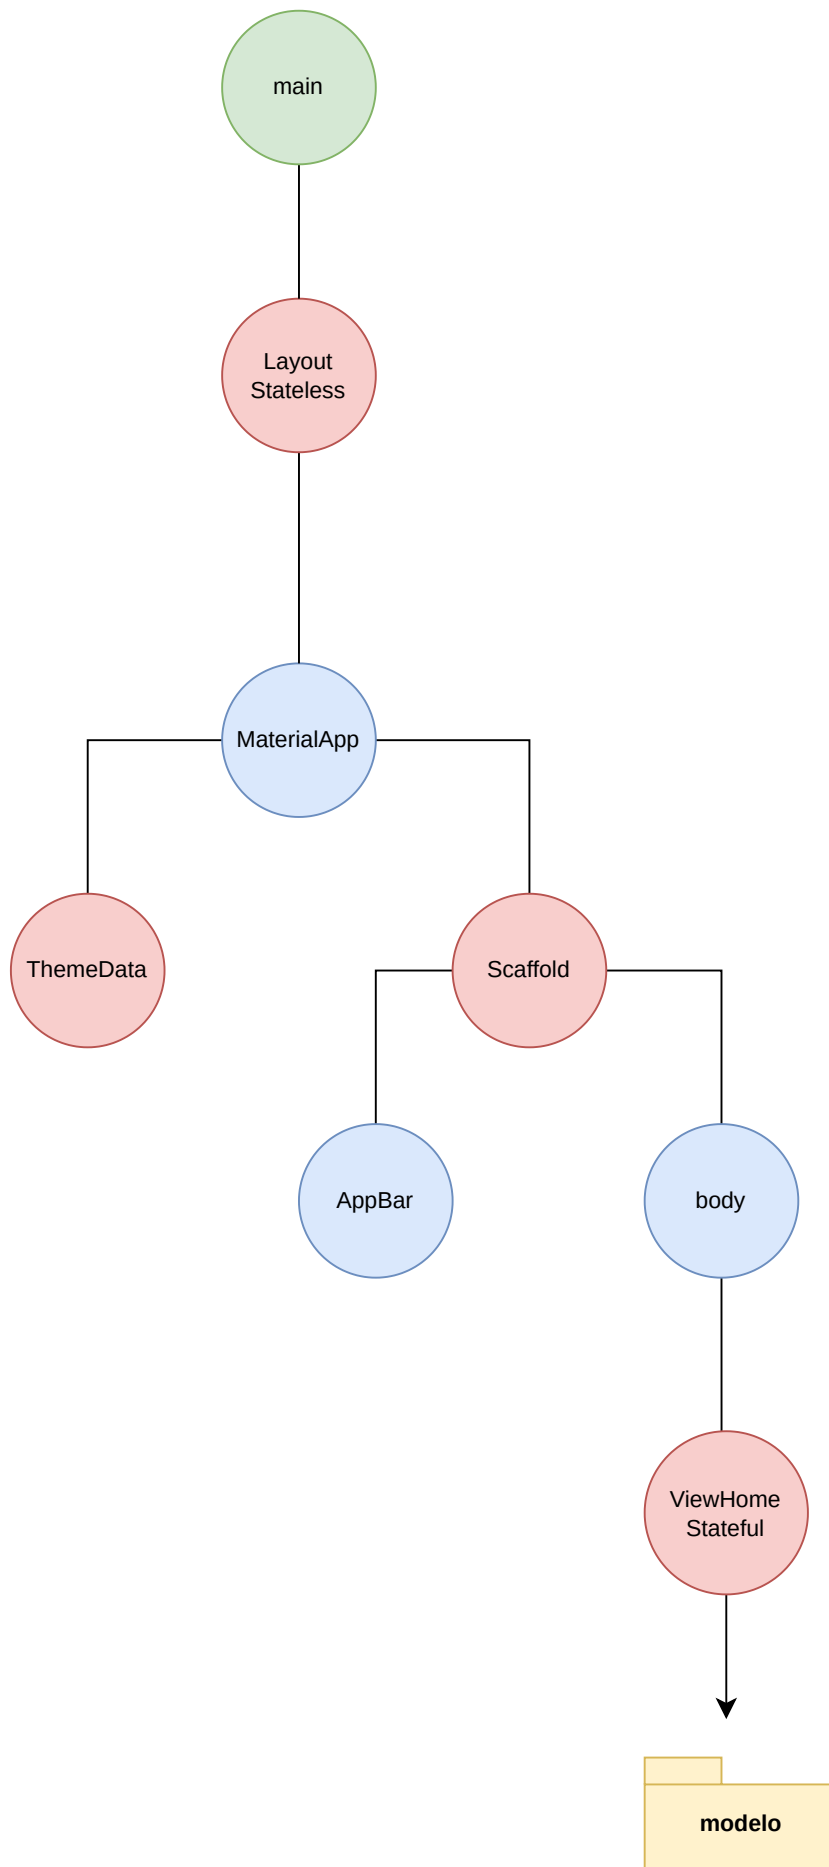 main
Layout
Stateless
MaterialApp
ThemeData
Scaffold
AppBar
body
ViewHome
Stateful
modelo